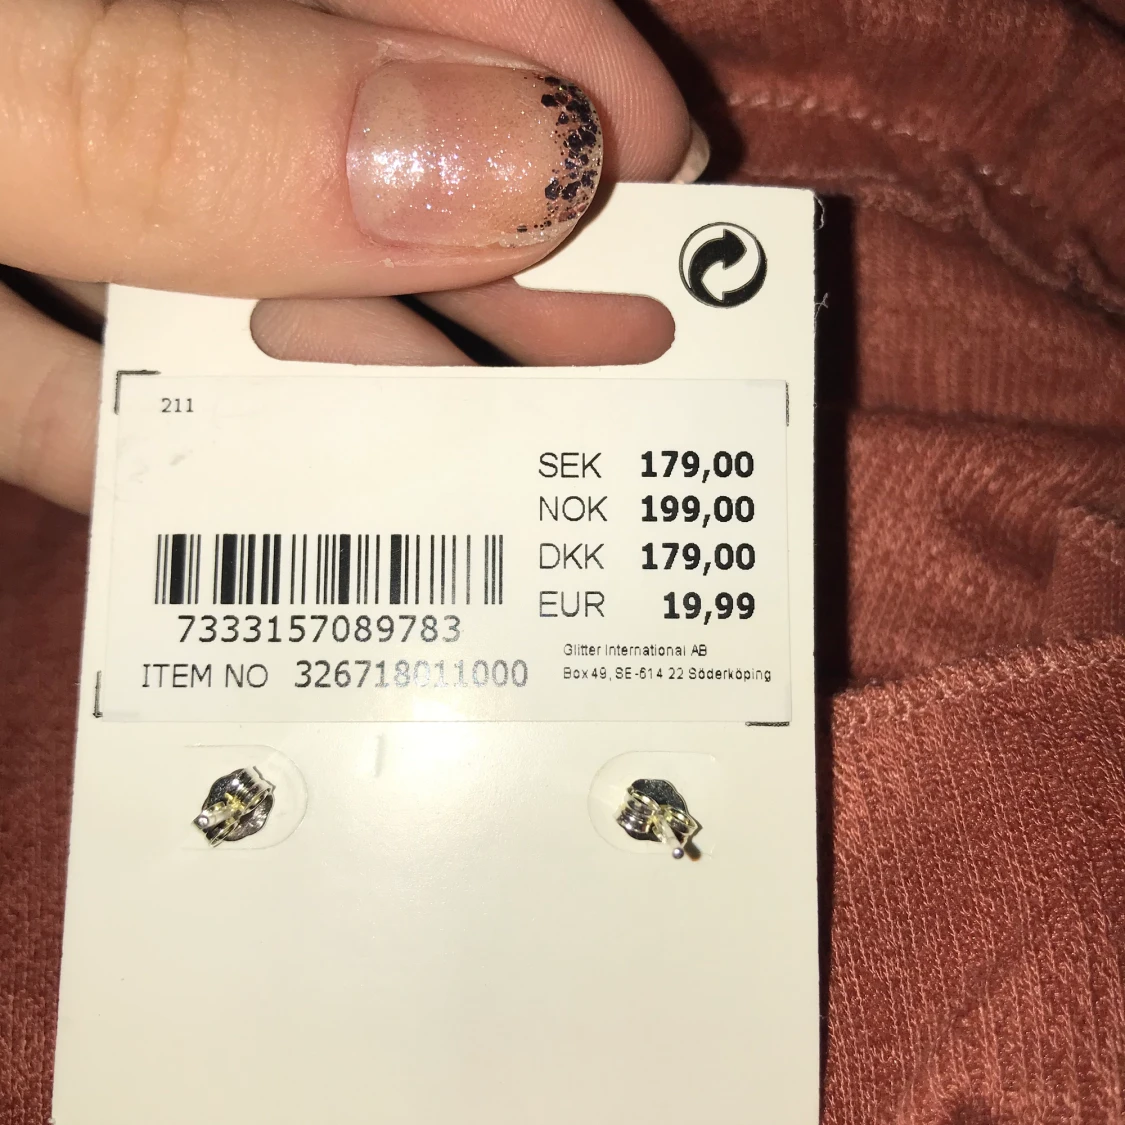 211
SEK 179,00
NOK 199,00
DKK 179,00
EUR 19,99
7333157089783
ITEM NO 326718011000
Glitter International AB
Box 49, SE-614 22 Söderköping